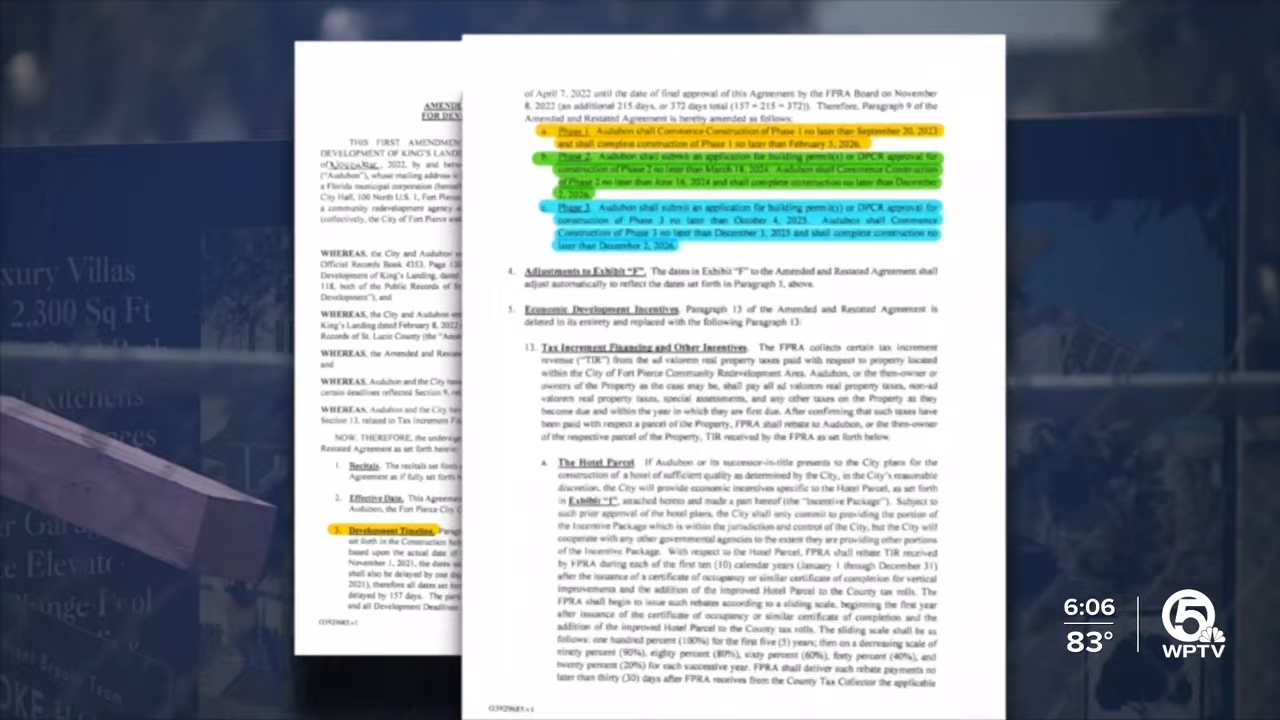 AMENDE
FOR DEV
THIS FIRST AMENDMEN
DEVELOPMENT OF KING'S LAND
of November, 2022, by and betw
("Audubon"), whose mailing address is
a Florida municipal corporation (herei
City Hall, 100 North U.S. 1, Fort Pierc
a community redevelopment agency
(collectively, the City of Fort Pierce and
WHEREAS, the City and Audubon e
Official Records Book 4353, Page 120
Development of King's Landing, dated
118, both of the Public Records of St
Development"), and
WHEREAS, the City of Fort Pierce, and
King's Landing dated February 8, 2022
Records of St. Lucie County (the "Ame
WHEREAS, the Amended and Restate
and
WHEREAS, Audubon and the City hav
certain deadlines reflected Section 9, rel
WHEREAS, Audubon and the City hav
Section 13, related to Tax Increment Fin
NOW, THEREFORE, the undersig
Restated Agreement as set forth herein:
1. Recitals. The recitals set forth
Agreement as if fully set forth
2. Effective Date. This Agreeme
Audubon, the Fort Pierce City
3. Development Timeline. Parag
set forth in the Construction Sch
based upon the actual date of
November 1, 2021, the dates se
shall also be delayed by one da
2021), therefore all dates set for
delayed by 157 days. The part
and all Development Deadlines
O3929685.v1
of April 7, 2022 until the date of final approval of this Agreement by the FPRA Board on November
8, 2022 (an additional 215 days, or 372 days total (157 + 215 = 372)). Therefore, Paragraph 9 of the
Amended and Restated Agreement is hereby amended as follows:
a. Phase 1. Audubon shall Commence Construction of Phase 1 no later than September 20, 2023
and shall complete construction of Phase 1 no later than February 3, 2026.
b. Phase 2. Audubon shall submit an application for building permit(s) or DPCR approval for
construction of Phase 2 no later than March 18, 2024. Audubon shall Commence Construction
of Phase 2 no later than June 16, 2024 and shall complete construction no later than December
2, 2026.
c. Phase 3. Audubon shall submit an application for building permit(s) or DPCR approval for
construction of Phase 3 no later than October 4, 2025. Audubon shall Commence
Construction of Phase 3 no later than December 3, 2025 and shall complete construction no
later than December 2, 2026.
4. Adjustments to Exhibit "F". The dates in Exhibit "F" to the Amended and Restated Agreement shall
adjust automatically to reflect the dates set forth in Paragraph 3, above.
5. Economic Development Incentives. Paragraph 13 of the Amended and Restated Agreement is
deleted in its entirety and replaced with the following Paragraph 13:
13. Tax Increment Financing and Other Incentives. The FPRA collects certain tax increment
revenue ("TIR") from the ad valorem real property taxes paid with respect to property located
within the City of Fort Pierce Community Redevelopment Area. Audubon, or the then-owner or
owners of the Property as the case may be, shall pay all ad valorem real property taxes, non-ad
valorem real property taxes, special assessments, and any other taxes on the Property as they
become due and within the year in which they are first due. After confirming that such taxes have
been paid with respect a parcel of the Property, FPRA shall rebate to Audubon, or the then-owner
of the respective parcel of the Property, TIR received by the FPRA as set forth below.
a. The Hotel Parcel. If Audubon or its successor-in-title presents to the City plans for the
construction of a hotel of sufficient quality as determined by the City, in the City's reasonable
discretion, the City will provide economic incentives specific to the Hotel Parcel, as set forth
in Exhibit "I", attached hereto and made a part hereof (the "Incentive Package"). Subject to
such prior approval of the hotel plans, the City shall only commit to providing the portion of
the Incentive Package which is within the jurisdiction and control of the City, but the City will
cooperate with any other governmental agencies to the extent they are providing other portions
of the Incentive Package. With respect to the Hotel Parcel, FPRA shall rebate TIR received
by FPRA during each of the first ten (10) calendar years (January 1 through December 31)
after the issuance of a certificate of occupancy or similar certificate of completion for vertical
improvements and the addition of the improved Hotel Parcel to the County tax rolls. The
FPRA shall begin to issue such rebates according to a sliding scale, beginning the first year
after issuance of the certificate of occupancy or similar certificate of completion and the
addition of the improved Hotel Parcel to the County tax rolls. The sliding scale shall be as
follows: one hundred percent (100%) for the first five (5) years; then on a decreasing scale of
ninety percent (90%), eighty percent (80%), sixty percent (60%), forty percent (40%), and
twenty percent (20%) for each successive year. FPRA shall deliver such rebate payments no
later than thirty (30) days after FPRA receives from the County Tax Collector the applicable
O3929685.v1
xury Villas
2,300 Sq Ft
6:06
83°
5
WPTV